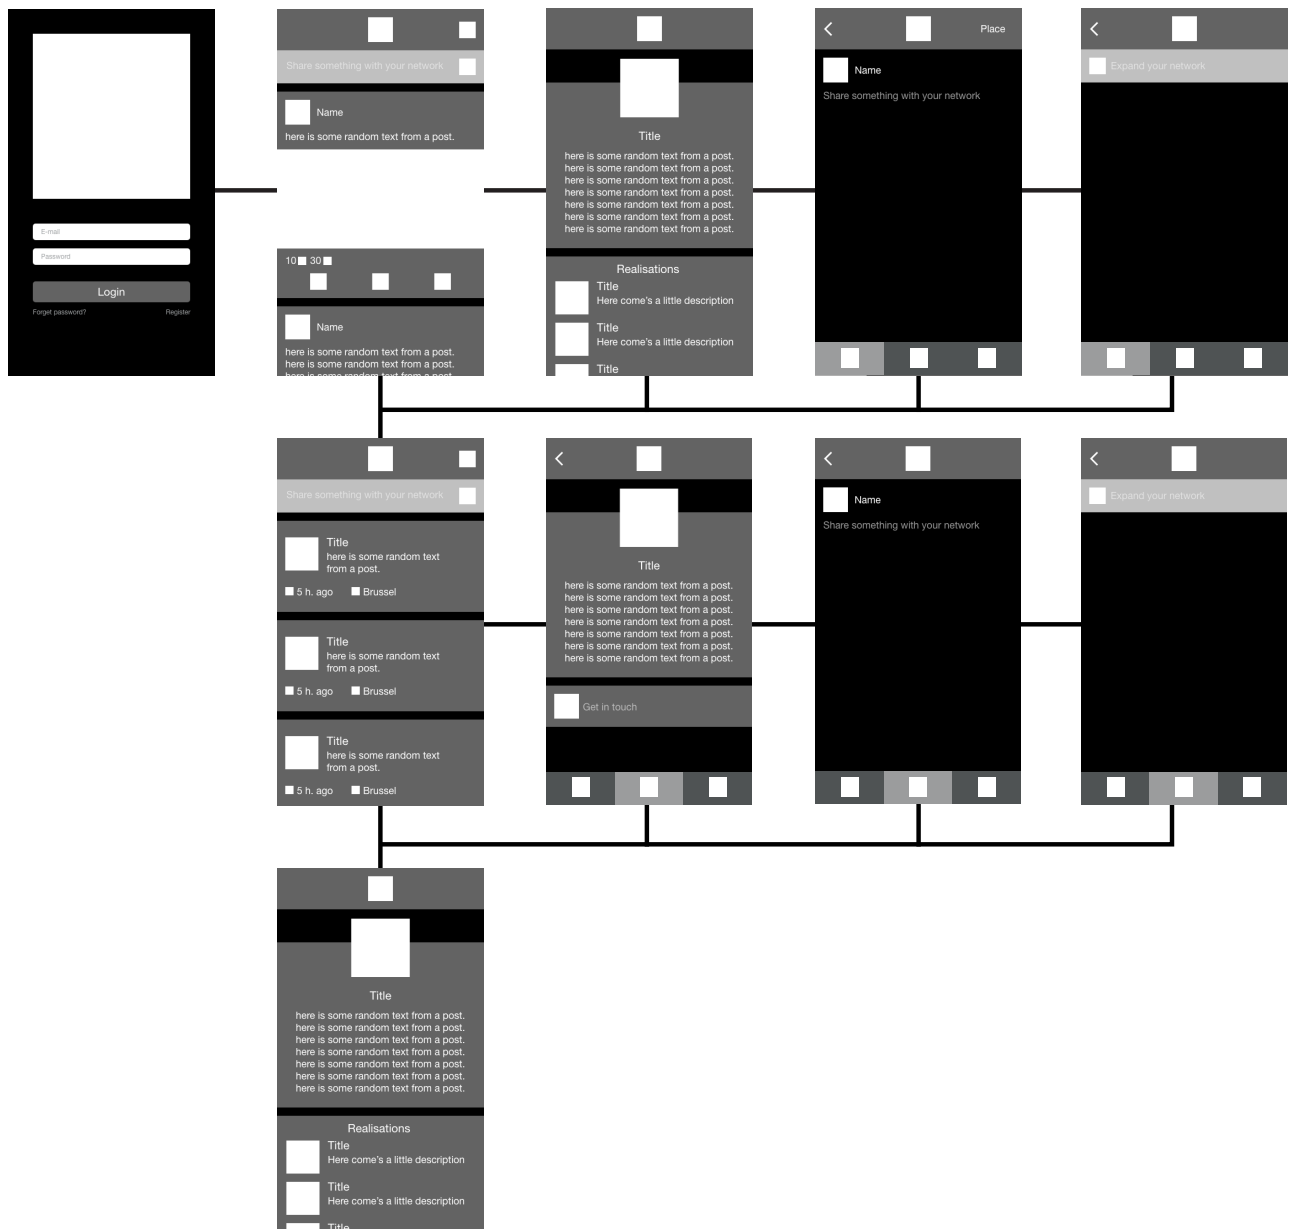 E-mail
Password
Login
Forget password?
Register
Share something with your network
Name
here is some random text from a post.
10 30
Name
here is some random text from a post.
here is some random text from a post.
here is some random text from a post.
Title
here is some random text from a post.
here is some random text from a post.
here is some random text from a post.
here is some random text from a post.
here is some random text from a post.
here is some random text from a post.
here is some random text from a post.
Realisations
Title
Here come's a little description
Title
Here come's a little description
Title
Place
Name
Share something with your network
Expand your network
Share something with your network
Title
here is some random text
from a post.
5 h. ago Brussel
Title
here is some random text
from a post.
5 h. ago Brussel
Title
here is some random text
from a post.
5 h. ago Brussel
Title
here is some random text from a post.
here is some random text from a post.
here is some random text from a post.
here is some random text from a post.
here is some random text from a post.
here is some random text from a post.
here is some random text from a post.
Get in touch
Name
Share something with your network
Expand your network
Title
here is some random text from a post.
here is some random text from a post.
here is some random text from a post.
here is some random text from a post.
here is some random text from a post.
here is some random text from a post.
here is some random text from a post.
Realisations
Title
Here come's a little description
Title
Here come's a little description
Title